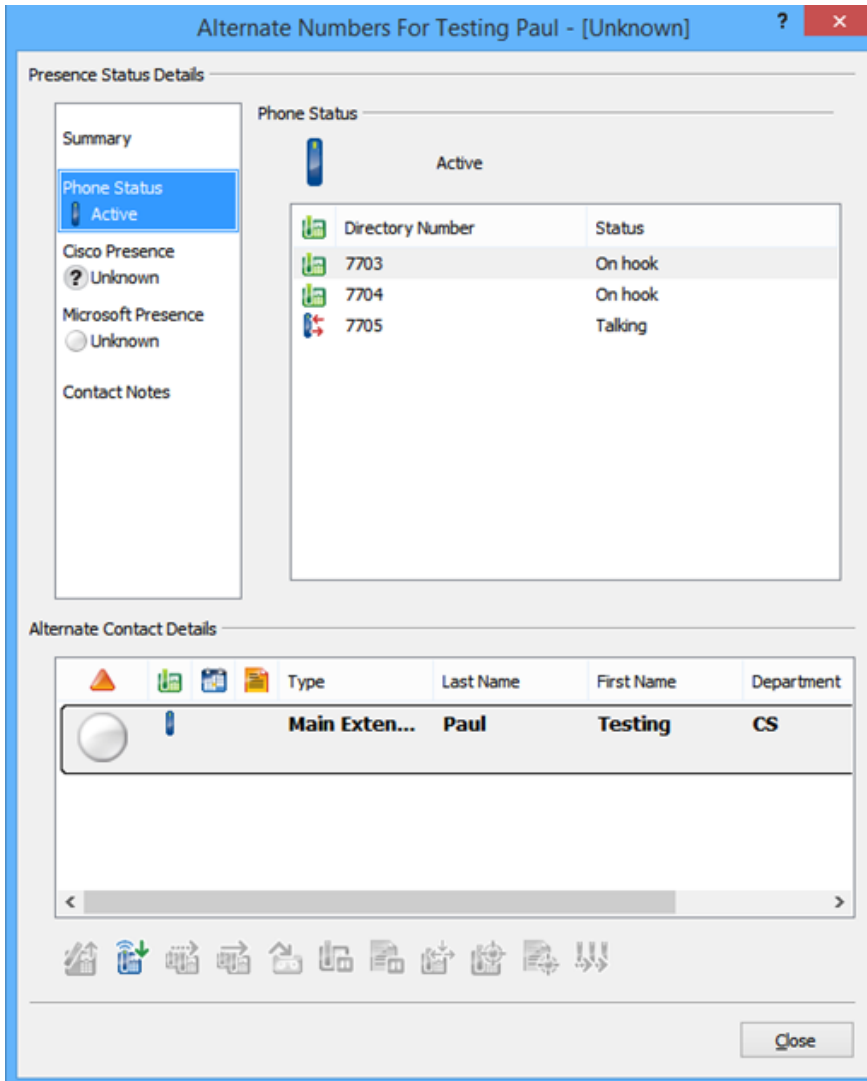 Alternate Numbers For Testing Paul - [Unknown]
?
Presence Status Details
Summary
Phone Status
Active
Cisco Presence
? Unknown
Microsoft Presence
Unknown
Contact Notes
Phone Status
Active
Directory Number Status
7703 On hook
7704 On hook
7705 Talking
Alternate Contact Details
Type Last Name First Name Department
Main Exten... Paul Testing CS
Close